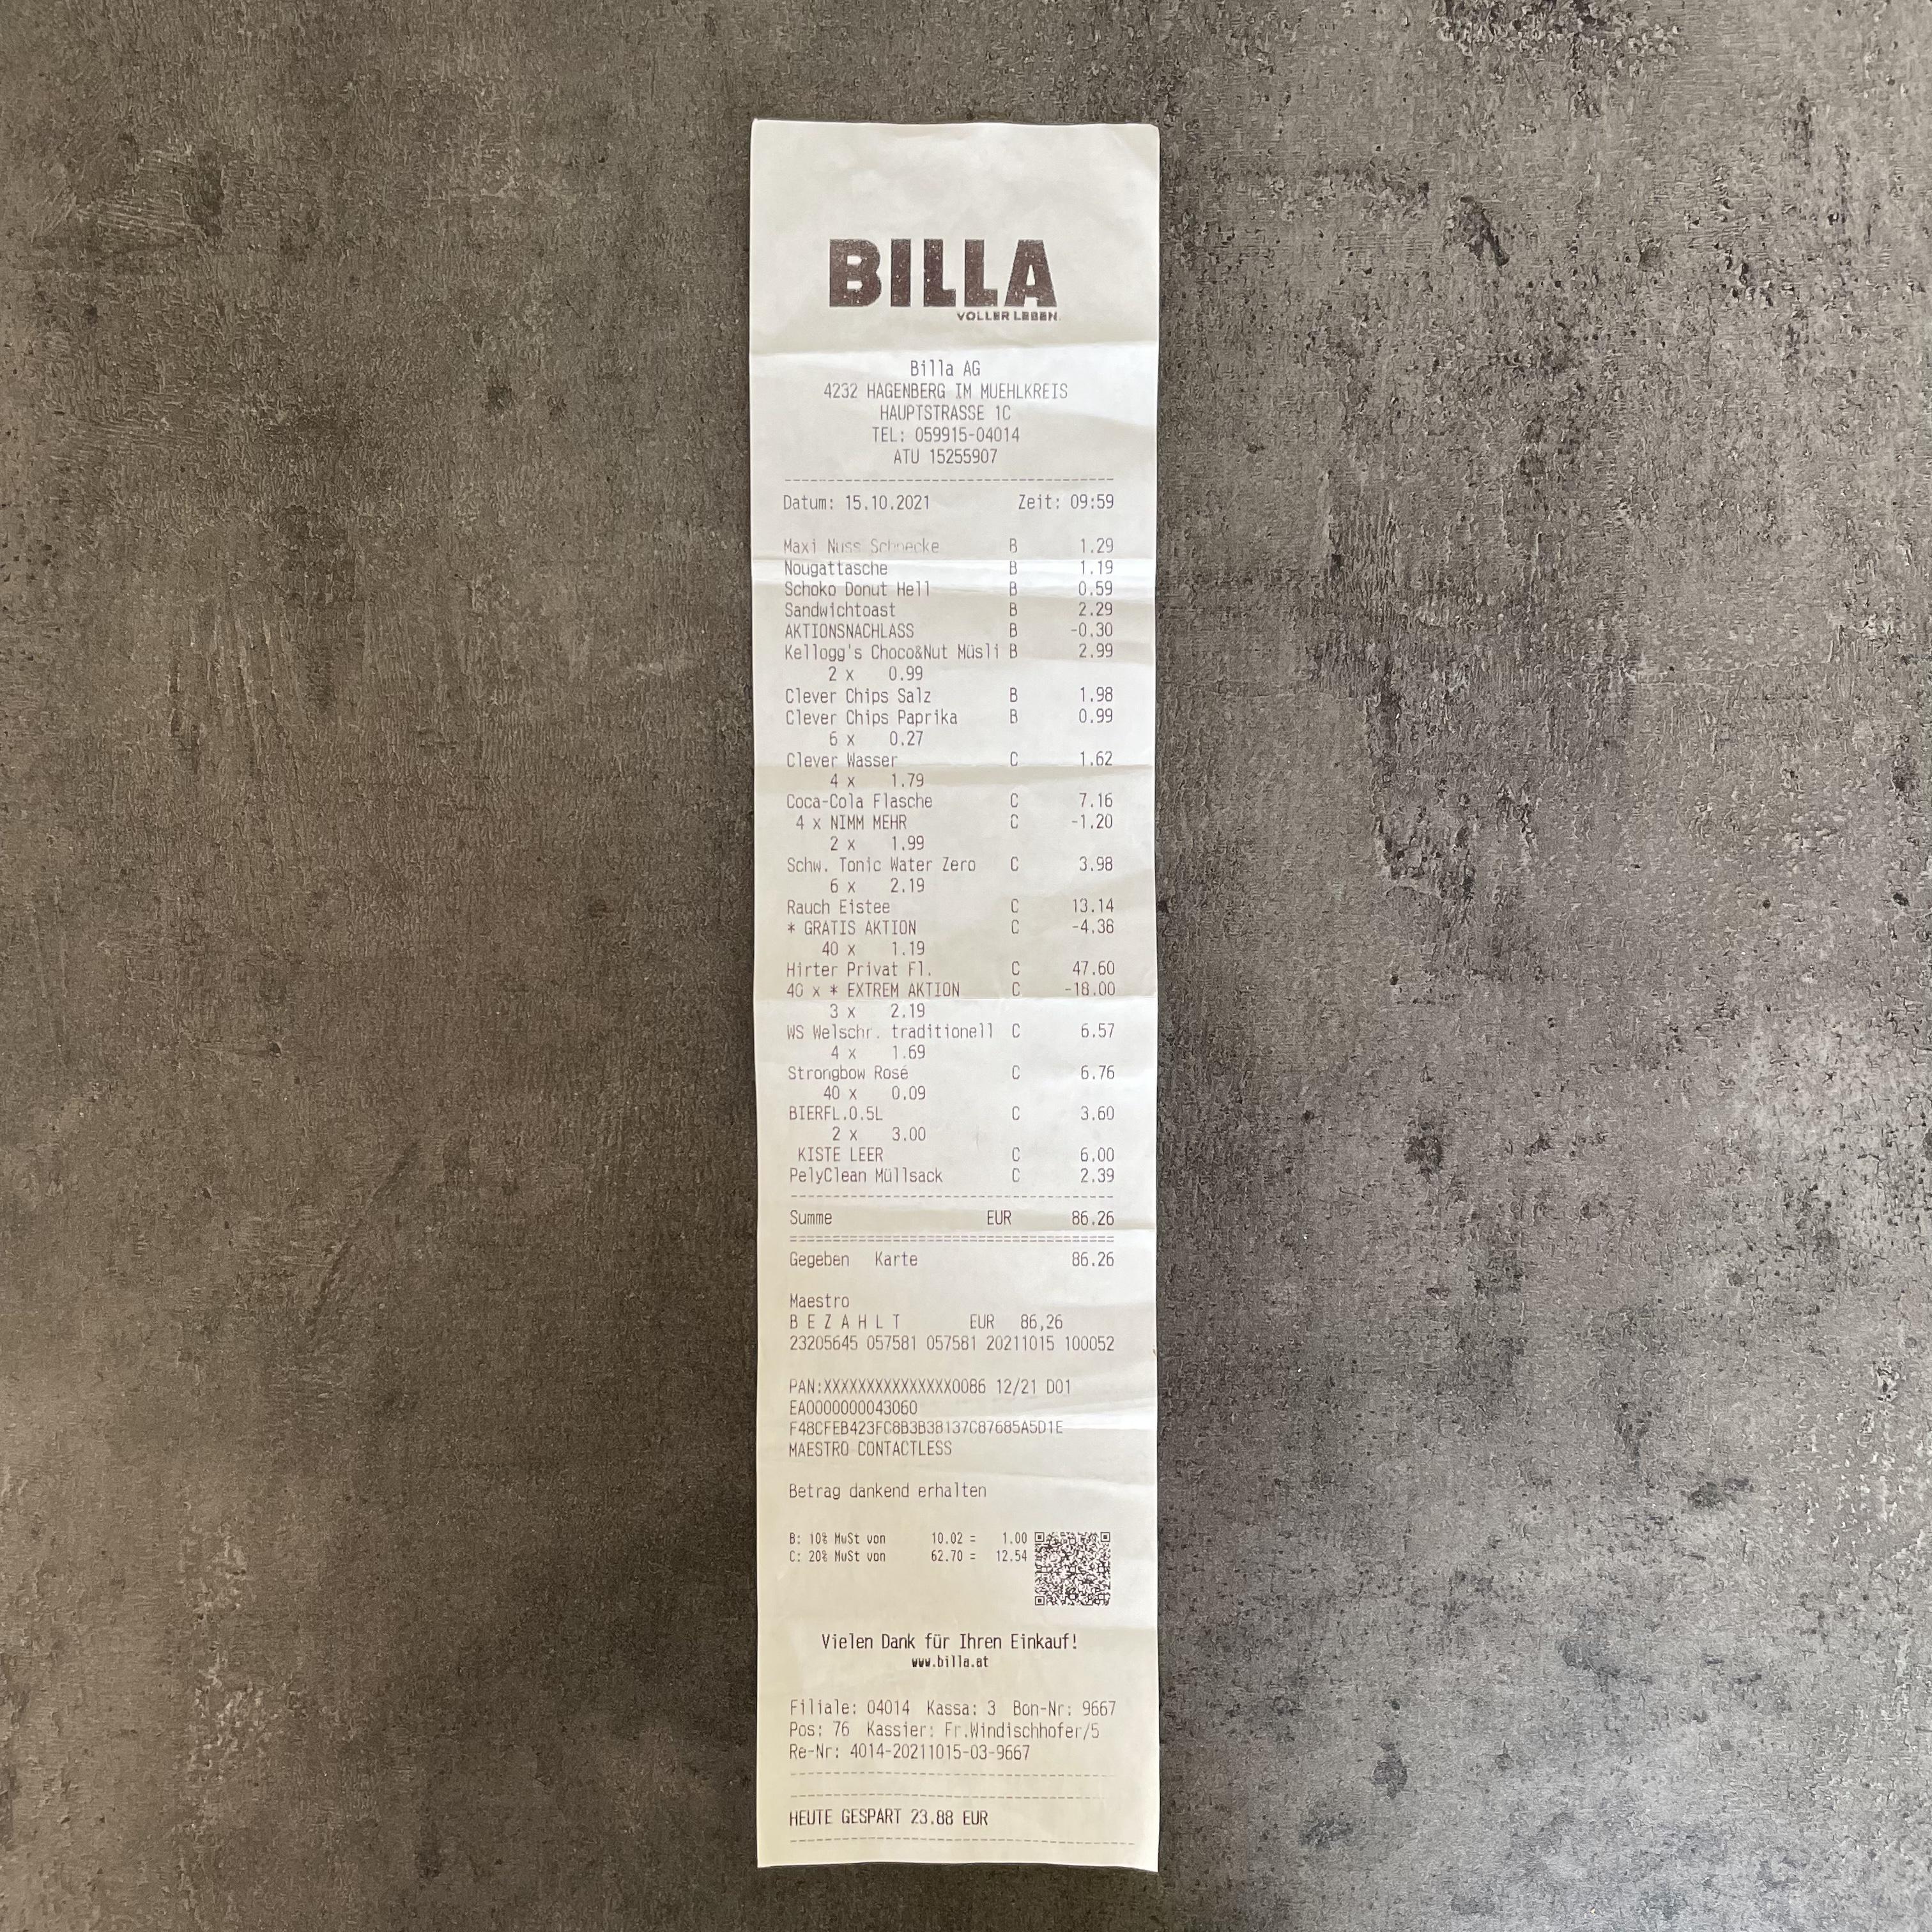 BILLA
VOLLER LEBEN.
Billa AG
4232 HAGENBERG IM MUEHLKREIS
HAUPTSTRASSE 1C
TEL: 059915-04014
ATU 15255907
Datum: 15.10.2021 Zeit: 09:59
Maxi Nuss Schnecke B 1.29
Nougattasche B 1.19
Schoko Donut Hell B 0.59
Sandwichtoast B 2.29
AKTIONSNACHLASS B -0.30
Kellogg's Choco&Nut Müsli B 2.99
2 x 0.99
Clever Chips Salz B 1.98
Clever Chips Paprika B 0.99
6 x 0.27
Clever Wasser C 1.62
4 x 1.79
Coca-Cola Flasche C 7.16
4 x NIMM MEHR C -1.20
2 x 1.99
Schw. Tonic Water Zero C 3.98
6 x 2.19
Rauch Eistee C 13.14
* GRATIS AKTION C -4.38
40 x 1.19
Hirter Privat Fl. C 47.60
40 x * EXTREM AKTION C -18.00
3 x 2.19
WS Welschr. traditionell C 6.57
4 x 1.69
Strongbow Rosé C 6.76
40 x 0.09
BIERFL.0.5L C 3.60
2 x 3.00
KISTE LEER C 6.00
PelyClean Müllsack C 2.39
Summe EUR 86.26
Gegeben Karte 86.26
Maestro
B E Z A H L T EUR 86,26
23205645 057581 057581 20211015 100052
PAN:XXXXXXXXXXXXXXX0086 12/21 D01
EA0000000043060
F48CFEB423FC8B3B38137C87685A5D1E
MAESTRO CONTACTLESS
Betrag dankend erhalten
B: 10% MwSt von 10.02 = 1.00
C: 20% MwSt von 62.70 = 12.54
Vielen Dank für Ihren Einkauf!
www.billa.at
Filiale: 04014 Kassa: 3 Bon-Nr: 9667
Pos: 76 Kassier: Fr.Windischhofer/5
Re-Nr: 4014-20211015-03-9667
HEUTE GESPART 23.88 EUR